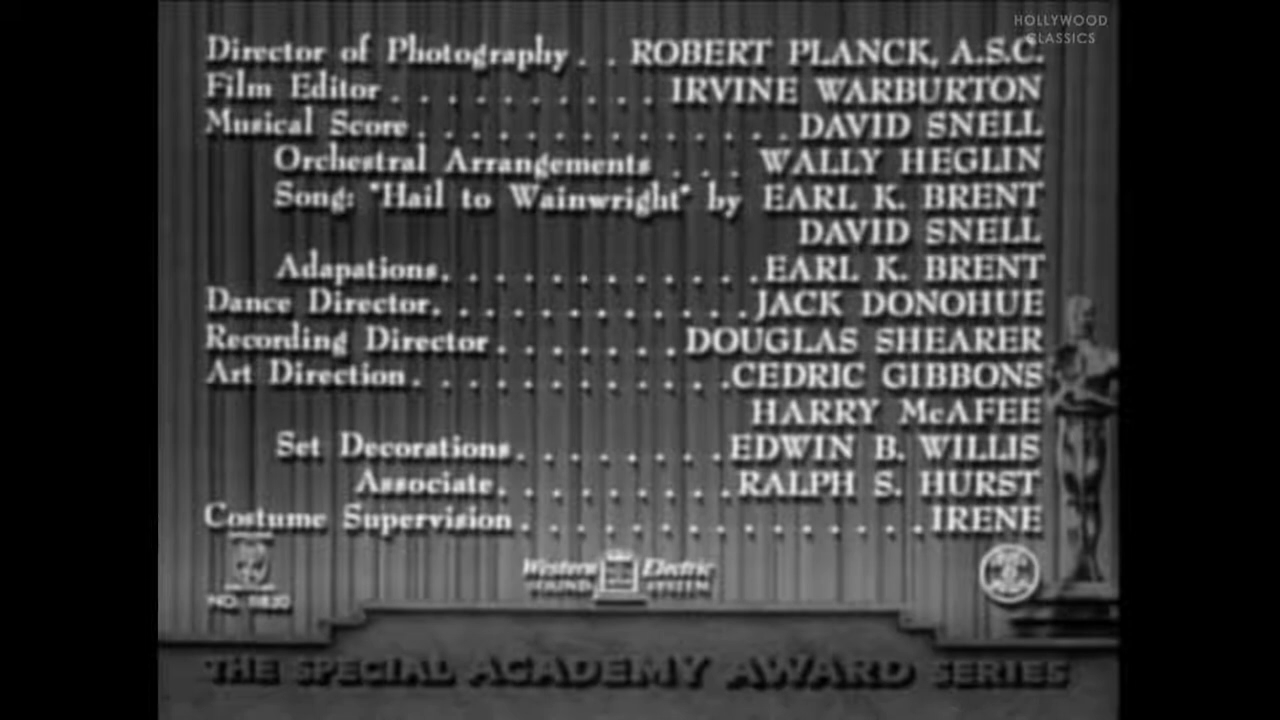 HOLLYWOOD
CLASSICS
Director of Photography . . ROBERT PLANCK, A.S.C.
Film Editor . . . . . . . . . . IRVINE WARBURTON
Musical Score . . . . . . . . . . . . . . DAVID SNELL
Orchestral Arrangements . . . WALLY HEGLIN
Song: "Hail to Wainwright" by EARL K. BRENT
DAVID SNELL
Adapations. . . . . . . . . . . .EARL K. BRENT
Dance Director. . . . . . . . . . . .JACK DONOHUE
Recording Director . . . . . . . DOUGLAS SHEARER
Art Direction . . . . . . . . . . . .CEDRIC GIBBONS
HARRY McAFEE
Set Decorations. . . . . . . .EDWIN B. WILLIS
Associate. . . . . . . . .RALPH S. HURST
Costume Supervision . . . . . . . . . . . . . . .IRENE
Western Electric
SOUND SYSTEM
THE SPECIAL ACADEMY AWARD SERIES